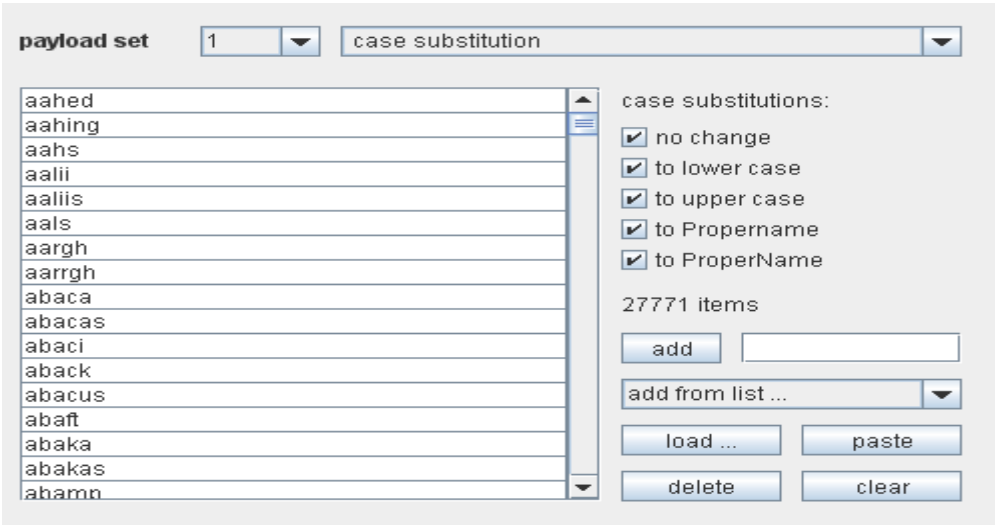 payload set 1 case substitution
aahed
aahing
aahs
aalii
aaliis
aals
aargh
aarrgh
abaca
abacas
abaci
aback
abacus
abaft
abaka
abakas
abamp
case substitutions:
no change
to lower case
to upper case
to Propername
to ProperName
27771 items
add
add from list ...
load ... paste
delete clear